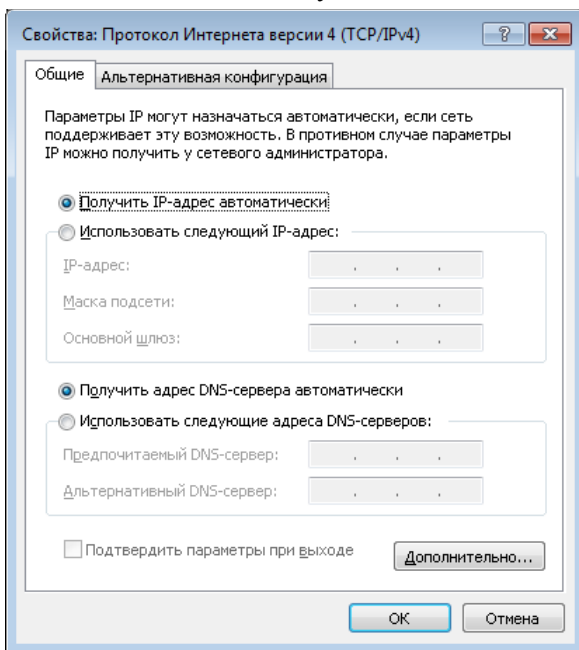 Свойства: Протокол Интернета версии 4 (TCP/IPv4)
Общие
Альтернативная конфигурация
Параметры IP могут назначаться автоматически, если сеть
поддерживает эту возможность. В противном случае параметры
IP можно получить у сетевого администратора.
Получить IP-адрес автоматически
Использовать следующий IP-адрес:
IP-адрес:
Маска подсети:
Основной шлюз:
Получить адрес DNS-сервера автоматически
Использовать следующие адреса DNS-серверов:
Предпочитаемый DNS-сервер:
Альтернативный DNS-сервер:
Подтвердить параметры при выходе
Дополнительно...
ОК
Отмена